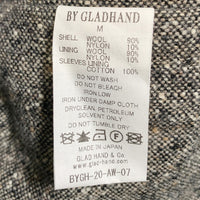 BY GLADHAND
M
SHELL WOOL 90%
NYLON 10%
LINING WOOL 90%
NYLON 10%
SLEEVES LINING
COTTON 100%
DO NOT WASH
DO NOT BLEACH
IRON LOW
IRON UNDER DAMP CLOTH
DRYCLEAN, PETROLEUM
SOLVENT ONLY
DO NOT TUMBLE DRY
MADE IN JAPAN
GLAD HAND & Co.
www.glad-hand.com
BYGH-20-AW-07